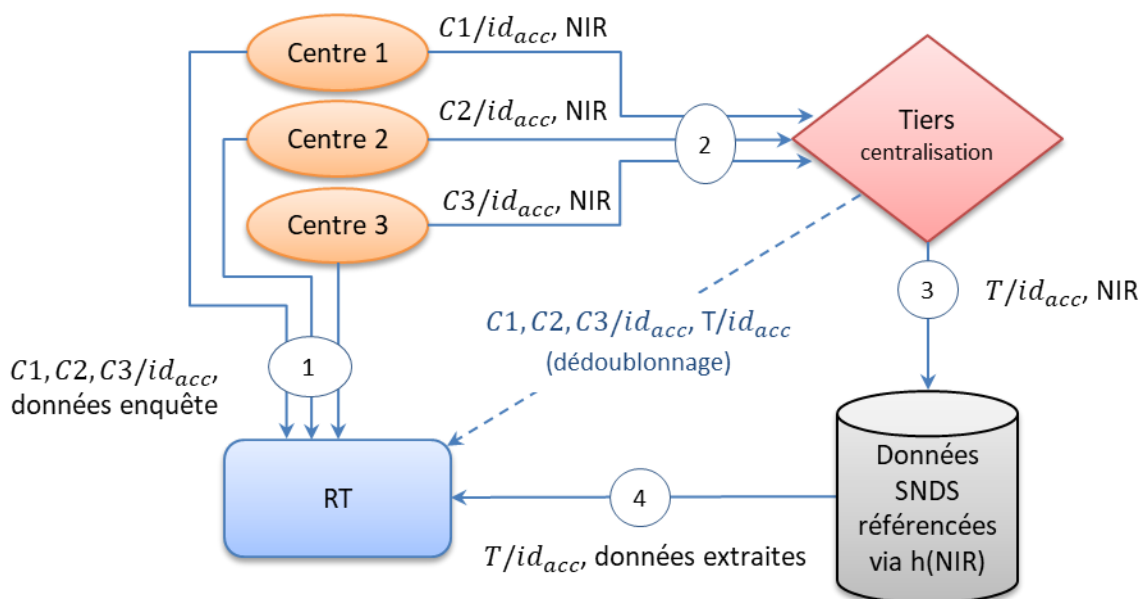 Centre 1
C1/id_acc, NIR
Centre 2
C2/id_acc, NIR
2
Tiers
centralisation
Centre 3
C3/id_acc, NIR
3
T/id_acc, NIR
C1, C2, C3/id_acc, T/id_acc
(dédoublonnage)
C1, C2, C3/id_acc,
données enquête
1
RT
4
T/id_acc, données extraites
Données
SNDS
référencées
via h(NIR)